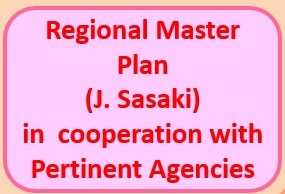 Regional Master
Plan
(J. Sasaki)
in cooperation with
Pertinent Agencies